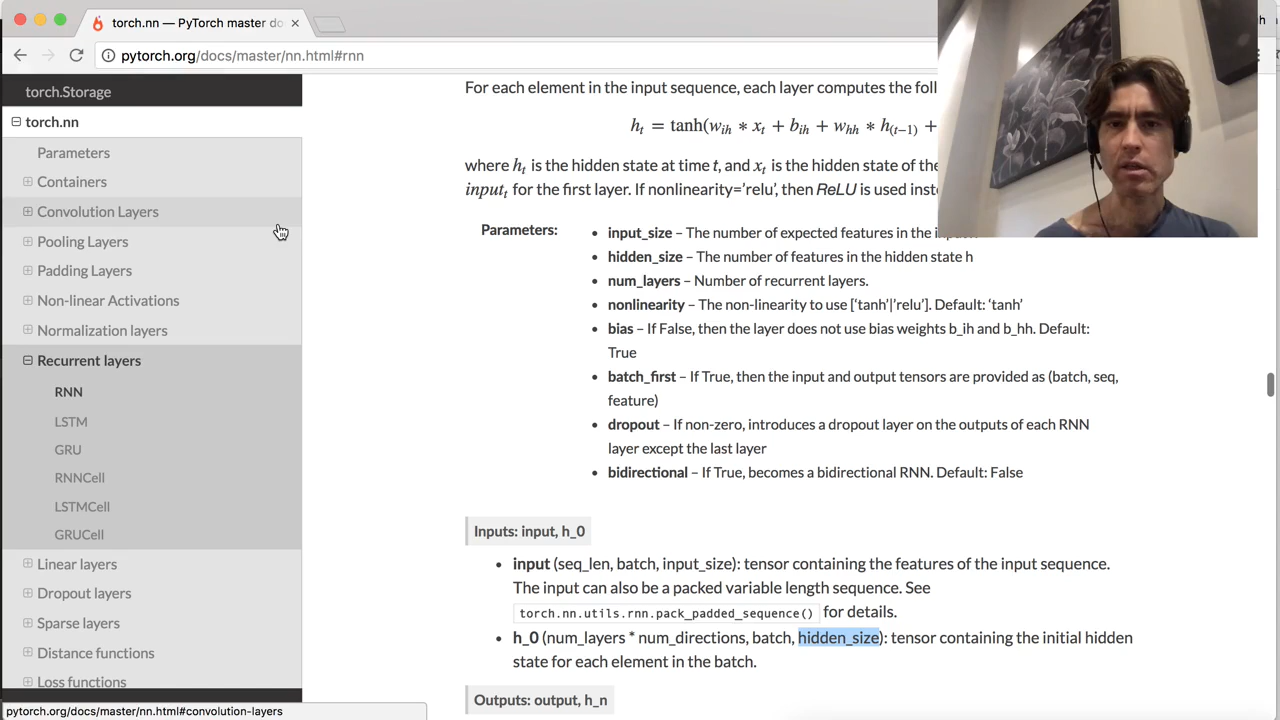 torch.nn — PyTorch master do
pytorch.org/docs/master/nn.html#rnn
torch.Storage
torch.nn
Parameters
Containers
Convolution Layers
Pooling Layers
Padding Layers
Non-linear Activations
Normalization layers
Recurrent layers
RNN
LSTM
GRU
RNNCell
LSTMCell
GRUCell
Linear layers
Dropout layers
Sparse layers
Distance functions
Loss functions
pytorch.org/docs/master/nn.html#convolution-layers
For each element in the input sequence, each layer computes the foll
h_t = tanh(w_ih * x_t + b_ih + w_hh * h_(t−1) +
where h_t is the hidden state at time t, and x_t is the hidden state of the
input_t for the first layer. If nonlinearity='relu', then ReLU is used inst
Parameters:
• input_size – The number of expected features in the
• hidden_size – The number of features in the hidden state h
• num_layers – Number of recurrent layers.
• nonlinearity – The non-linearity to use ['tanh'|'relu']. Default: 'tanh'
• bias – If False, then the layer does not use bias weights b_ih and b_hh. Default:
True
• batch_first – If True, then the input and output tensors are provided as (batch, seq,
feature)
• dropout – If non-zero, introduces a dropout layer on the outputs of each RNN
layer except the last layer
• bidirectional – If True, becomes a bidirectional RNN. Default: False
Inputs: input, h_0
• input (seq_len, batch, input_size): tensor containing the features of the input sequence.
The input can also be a packed variable length sequence. See
torch.nn.utils.rnn.pack_padded_sequence() for details.
• h_0 (num_layers * num_directions, batch, hidden_size): tensor containing the initial hidden
state for each element in the batch.
Outputs: output, h_n